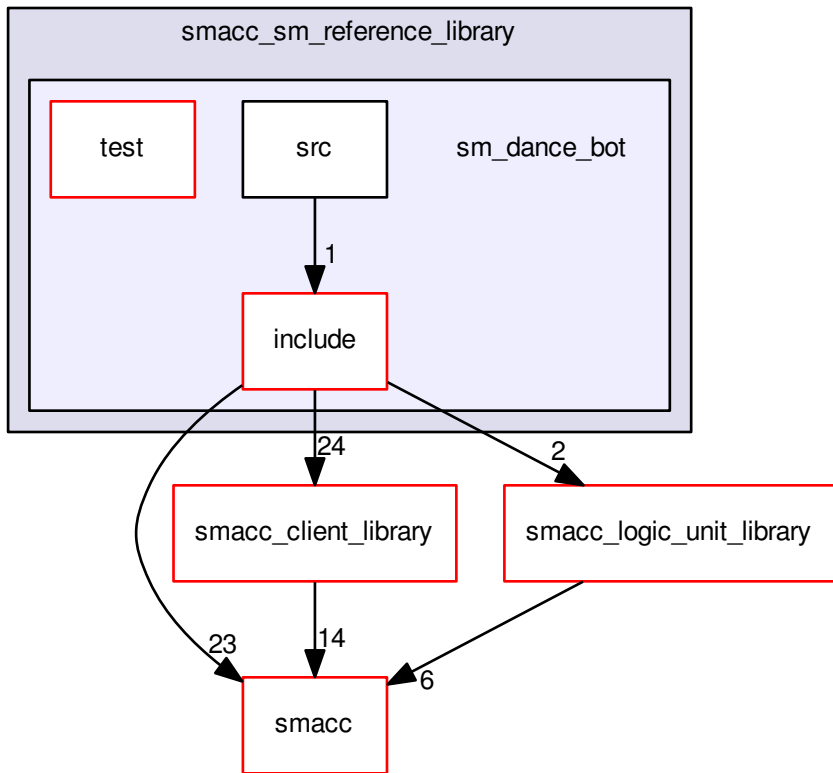 smacc_sm_reference_library
test
src
sm_dance_bot
1
include
24
2
smacc_client_library
smacc_logic_unit_library
23
14
6
smacc